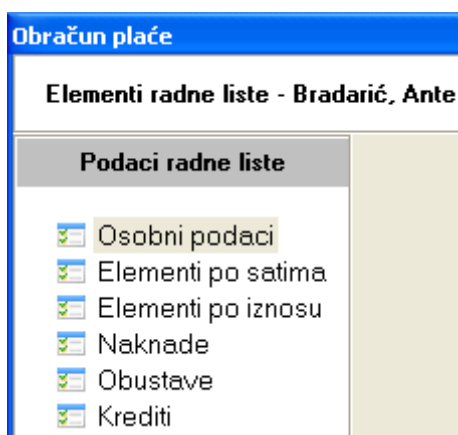 Obračun plaće
Elementi radne liste - Bradarić, Ante
Podaci radne liste
Osobni podaci
Elementi po satima
Elementi po iznosu
Naknade
Obustave
Krediti